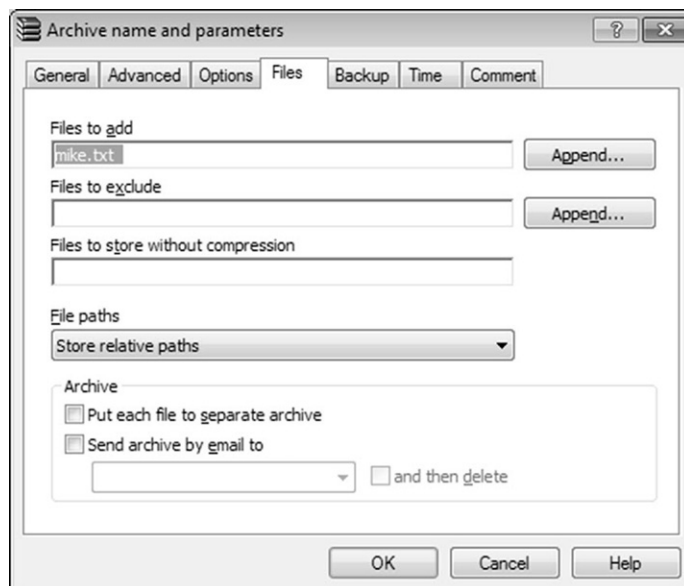 Archive name and parameters
General Advanced Options Files Backup Time Comment
Files to add
mike.txt Append...
Files to exclude
Append...
Files to store without compression
File paths
Store relative paths
Archive
Put each file to separate archive
Send archive by email to
and then delete
OK Cancel Help